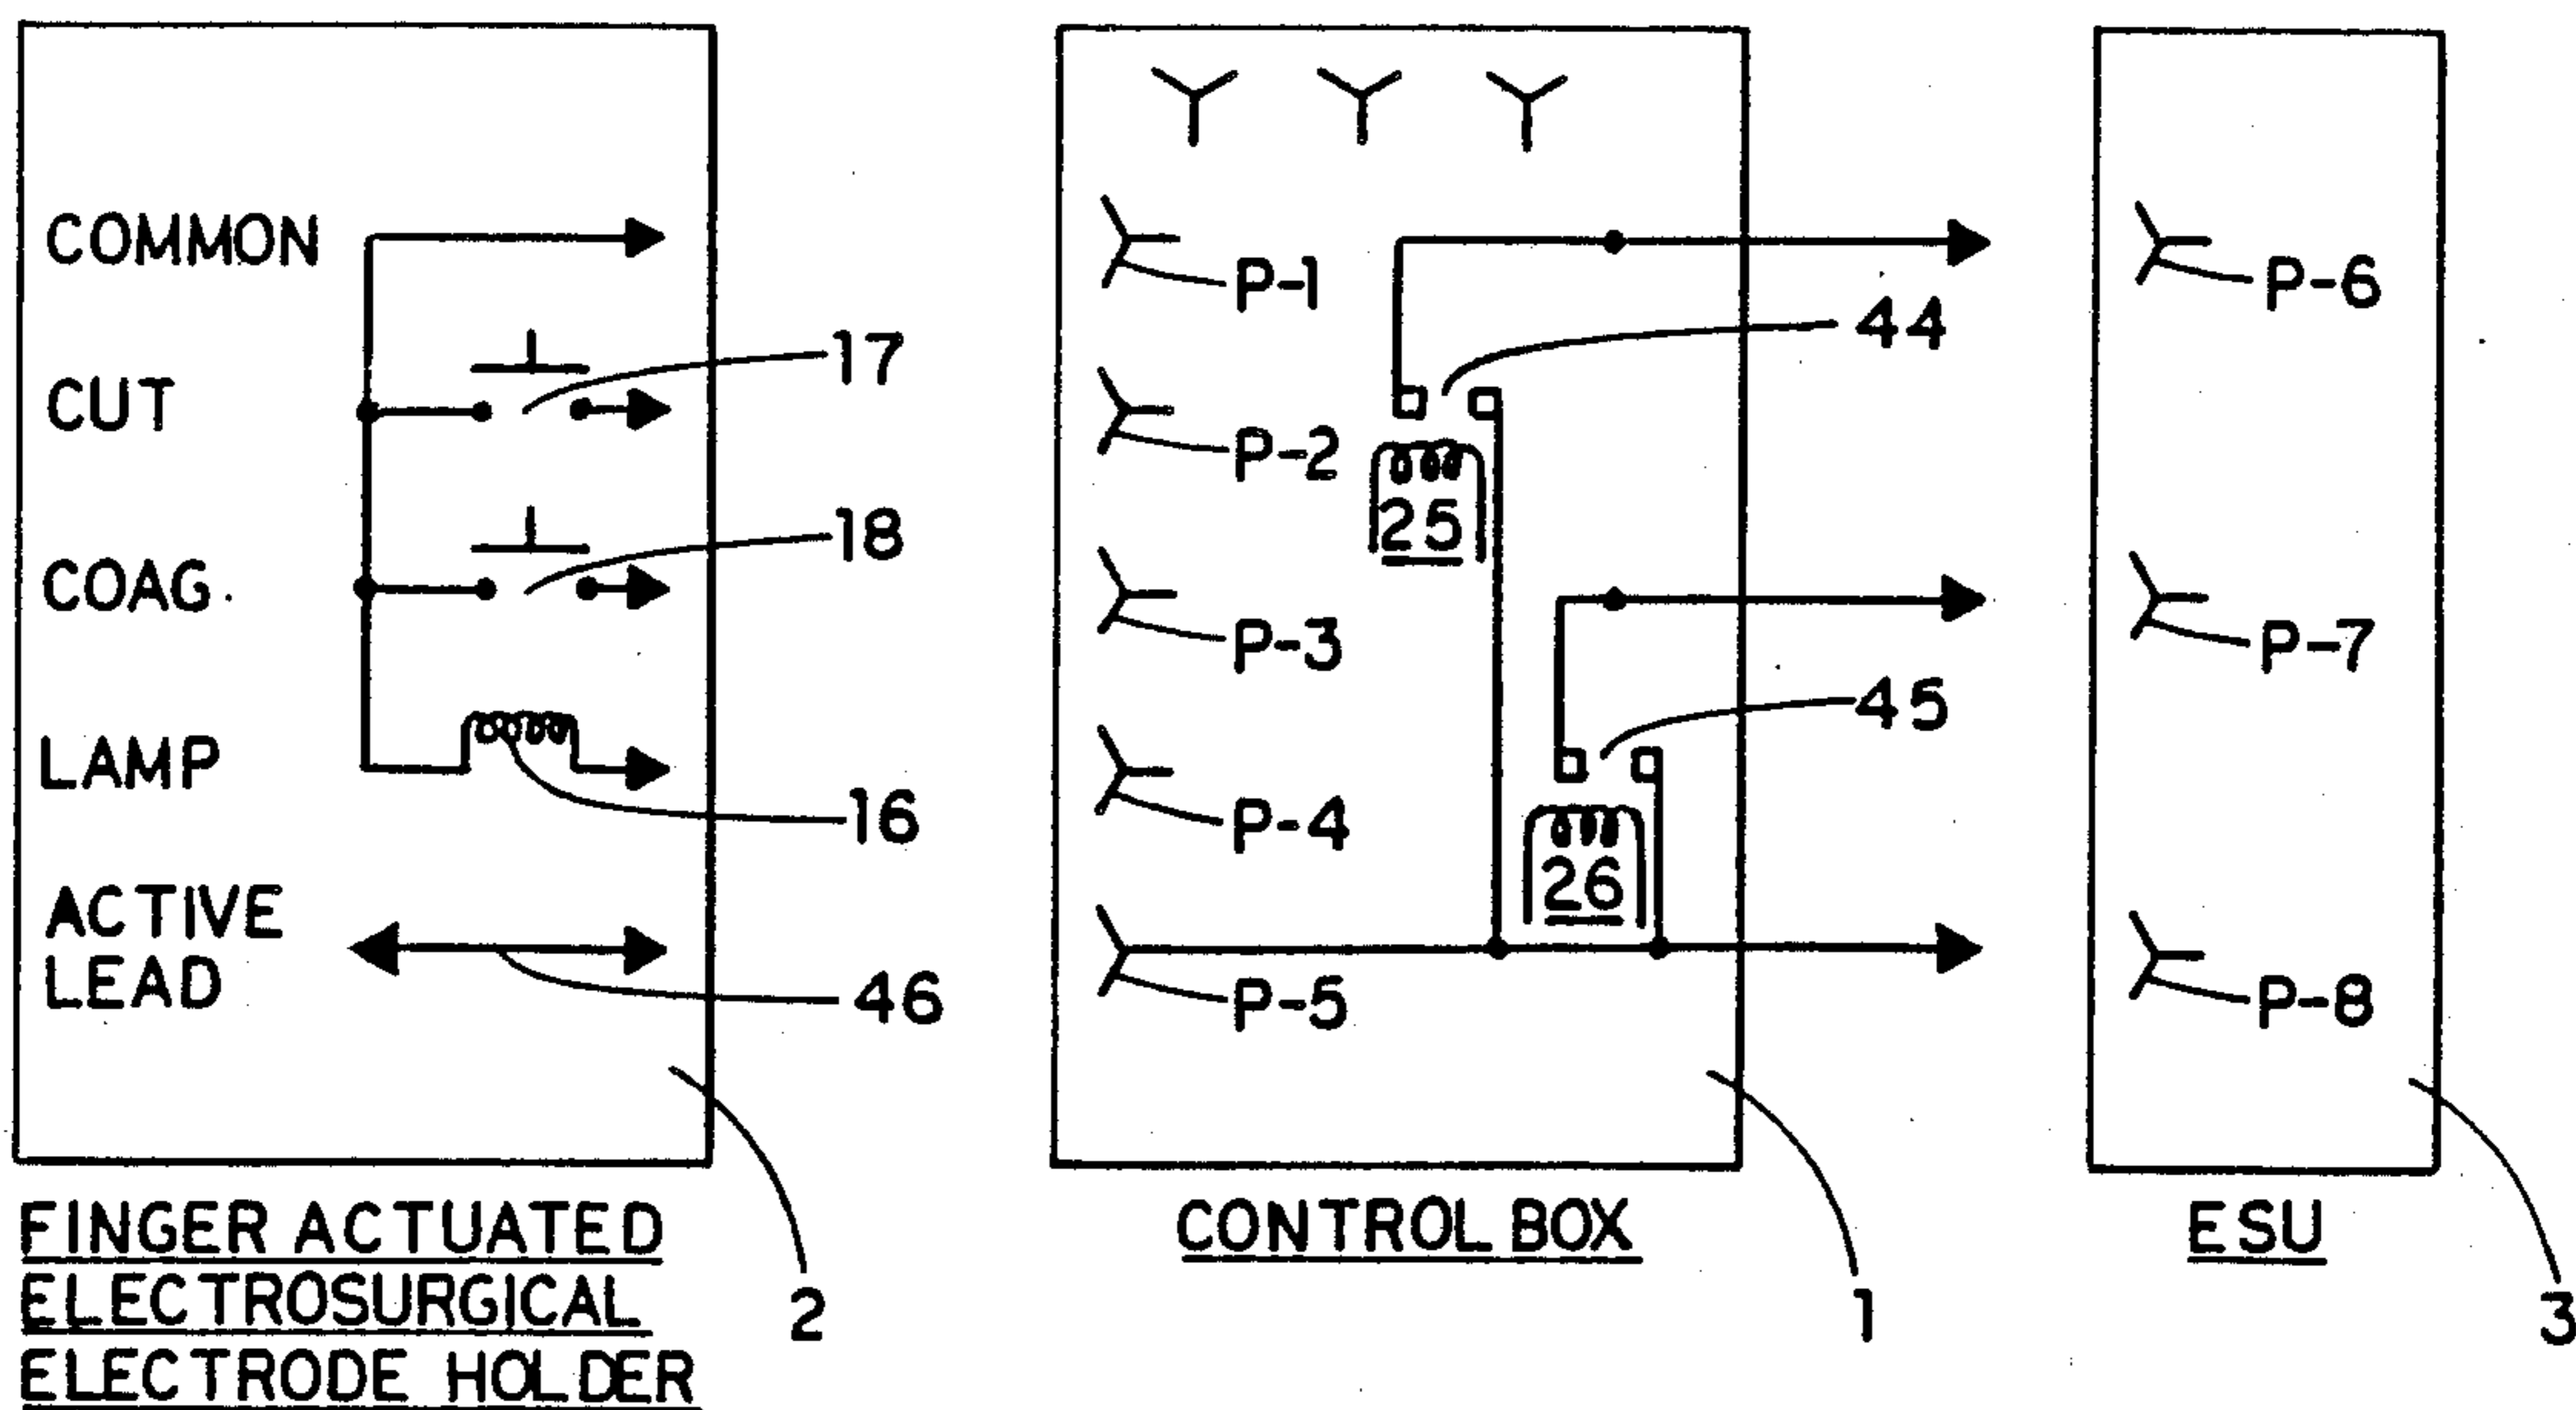 COMMON
CUT
COAG.
LAMP
ACTIVE
LEAD
17
18
16
46
2
FINGER ACTUATED
ELECTROSURGICAL
ELECTRODE HOLDER
P-1
P-2
P-3
P-4
P-5
25
26
44
45
1
CONTROL BOX
P-6
P-7
P-8
3
ESU